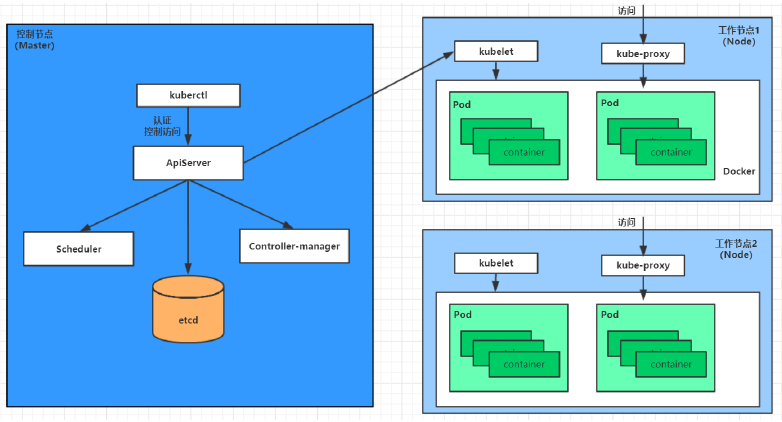 控制节点
(Master)
kuberctl
认证
控制访问
ApiServer
Scheduler
Controller-manager
etcd
访问
工作节点1
(Node)
kubelet
kube-proxy
Pod
container
Pod
container
Docker
访问
工作节点2
(Node)
kubelet
kube-proxy
Pod
container
Pod
container